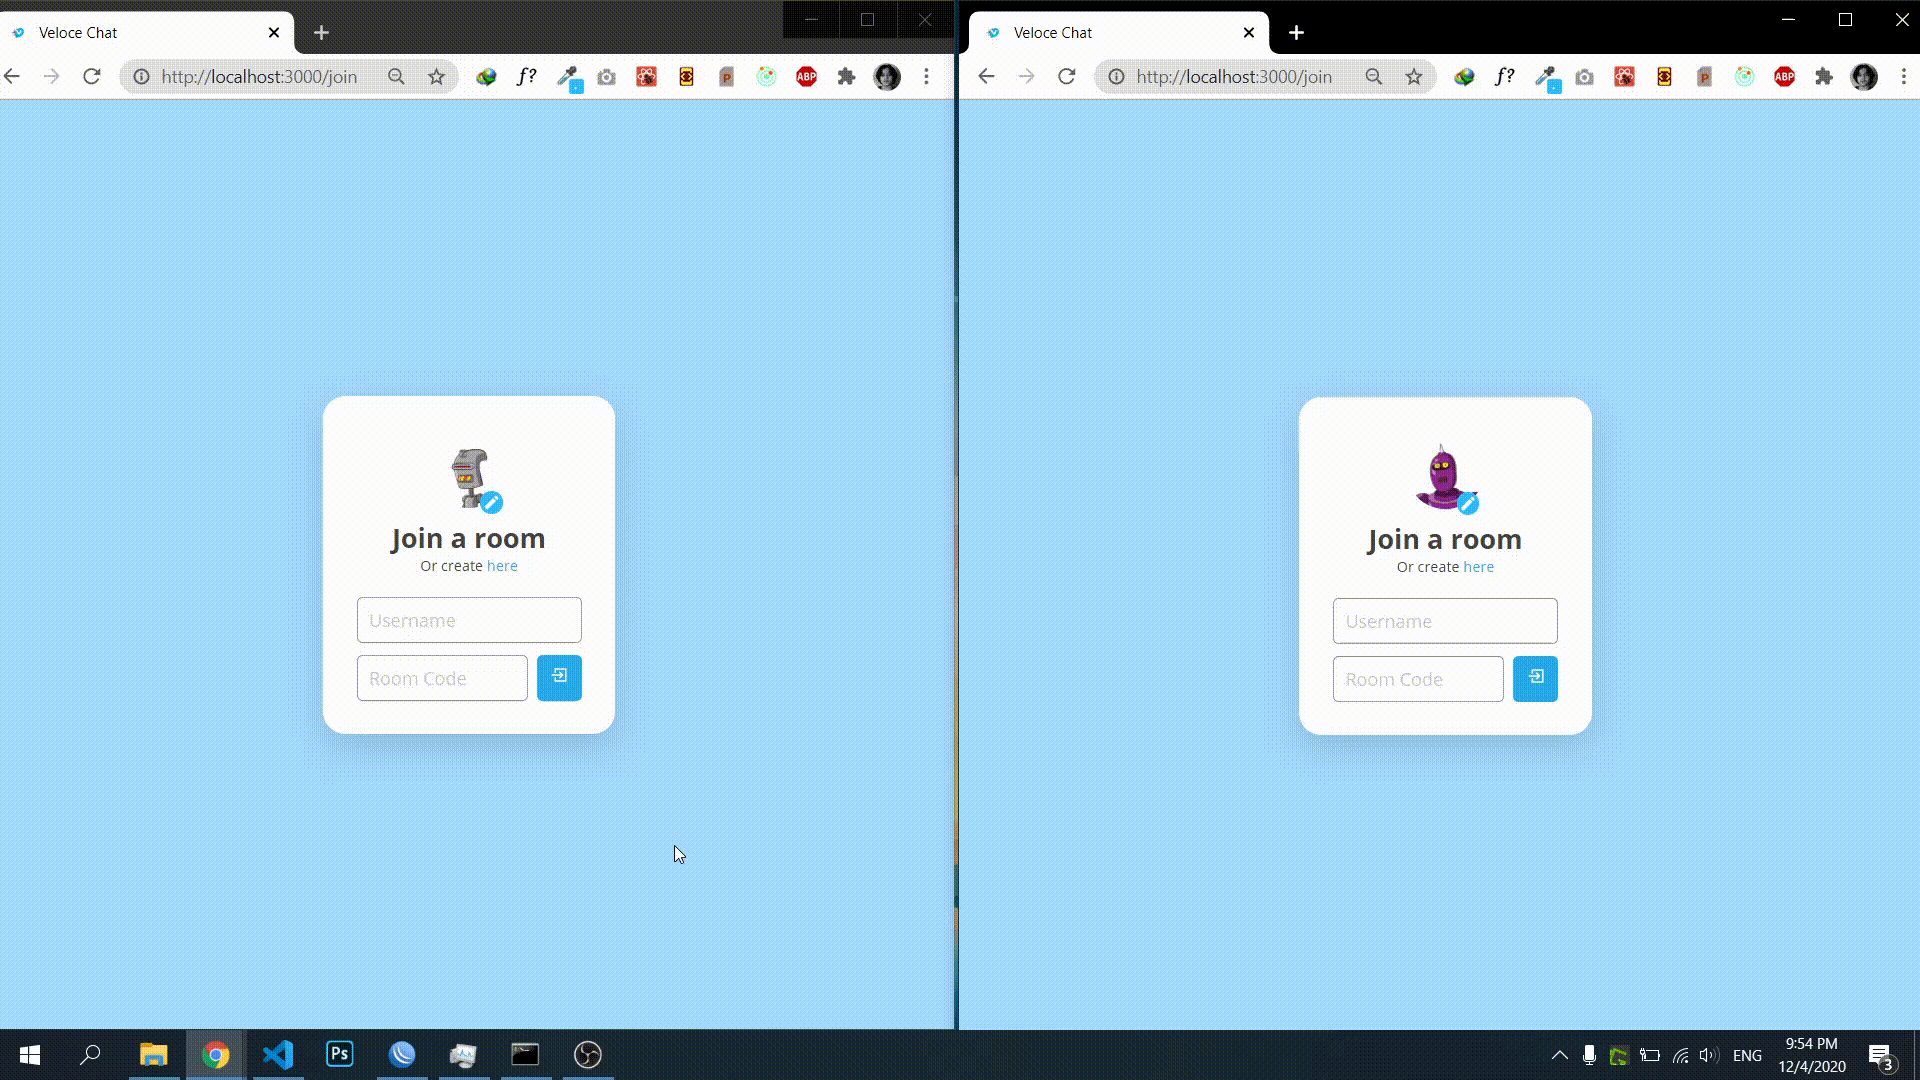 Veloce Chat
http://localhost:3000/join
f?
P
ABP
Join a room
Or create here
Username
Room Code
Veloce Chat
http://localhost:3000/join
f?
P
ABP
Join a room
Or create here
Username
Room Code
Ps
ENG
9:54 PM
12/4/2020
3